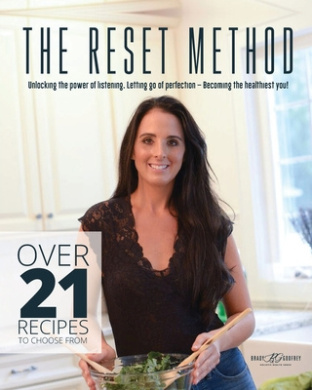 THE RESET METHOD
Unlocking the power of listening. Letting go of perfection – Becoming the healthiest you!
OVER
21
RECIPES
TO CHOOSE FROM
BRADY GODFREY